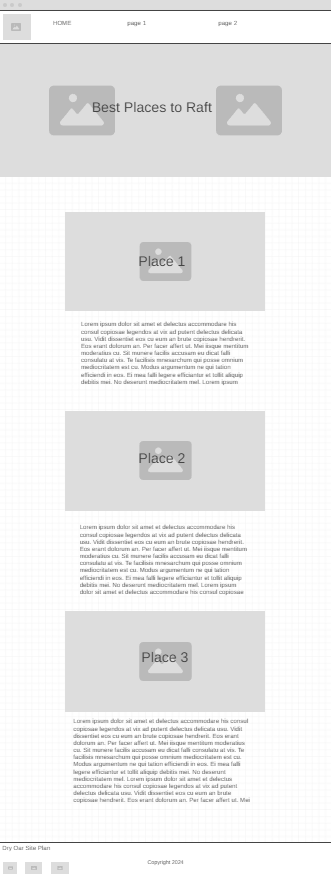 HOME page 1 page 2
Best Places to Raft
Place 1
Lorem ipsum dolor sit amet et delectus accommodare his
consul copiosae legendos at vix ad putent delectus delicata
usu. Vidit dissentiet eos cu eum an brute copiosae hendrerit.
Eos erant dolorum an. Per facer affert ut. Mei iisque mentitum
moderatius cu. Sit munere facilis accusam eu dicat falli
consulatu at vis. Te facilisis mnesarchum qui posse omnium
mediocritatem est cu. Modus argumentum ne qui tation
efficiendi in eos. Ei mea falli legere efficiendi et tollit aliquip
debitis mei. No deserunt mediocritatem mel. Lorem ipsum
Place 2
Lorem ipsum dolor sit amet et delectus accommodare his
consul copiosae legendos at vix ad putent delectus delicata
usu. Vidit dissentiet eos cu eum an brute copiosae hendrerit.
Eos erant dolorum an. Per facer affert ut. Mei iisque mentitum
moderatius cu. Sit munere facilis accusam eu dicat falli
consulatu at vis. Te facilisis mnesarchum qui posse omnium
mediocritatem est cu. Modus argumentum ne qui tation
efficiendi in eos. Ei mea falli legere efficiendi et tollit aliquip
debitis mei. No deserunt mediocritatem mel. Lorem ipsum
dolor sit amet et delectus accommodare his consul copiosae
Place 3
Lorem ipsum dolor sit amet et delectus accommodare his consul
copiosae legendos at vix ad putent delectus delicata usu. Vidit
dissentiet eos cu eum an brute copiosae hendrerit. Eos erant
dolorum an. Per facer affert ut. Mei iisque mentitum moderatius
cu. Sit munere facilis accusam eu dicat falli consulatu at vis. Te
facilisis mnesarchum qui posse omnium mediocritatem est cu.
Modus argumentum ne qui tation efficiendi in eos. Ei mea falli
legere efficiendi et tollit aliquip debitis mei. No deserunt
mediocritatem mel. Lorem ipsum dolor sit amet et delectus
accommodare his consul copiosae legendos at vix ad putent
delectus delicata usu. Vidit dissentiet eos cu eum an brute
copiosae hendrerit. Eos erant dolorum an. Per facer affert ut. Mei
Dry Oar Site Plan
Copyright 2024